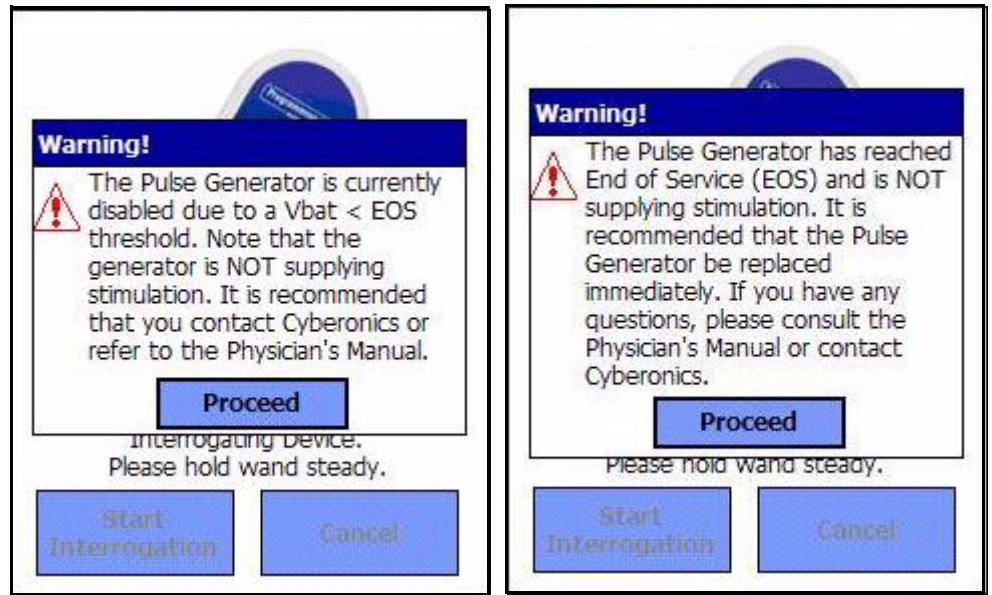 Warning!
The Pulse Generator is currently
disabled due to a Vbat < EOS
threshold. Note that the
generator is NOT supplying
stimulation. It is recommended
that you contact Cyberonics or
refer to the Physician's Manual.
Proceed
Interrogating Device.
Please hold wand steady.
Start
Interrogation
Cancel
Warning!
The Pulse Generator has reached
End of Service (EOS) and is NOT
supplying stimulation. It is
recommended that the Pulse
Generator be replaced
immediately. If you have any
questions, please consult the
Physician's Manual or contact
Cyberonics.
Proceed
Please hold wand steady.
Start
Interrogation
Cancel